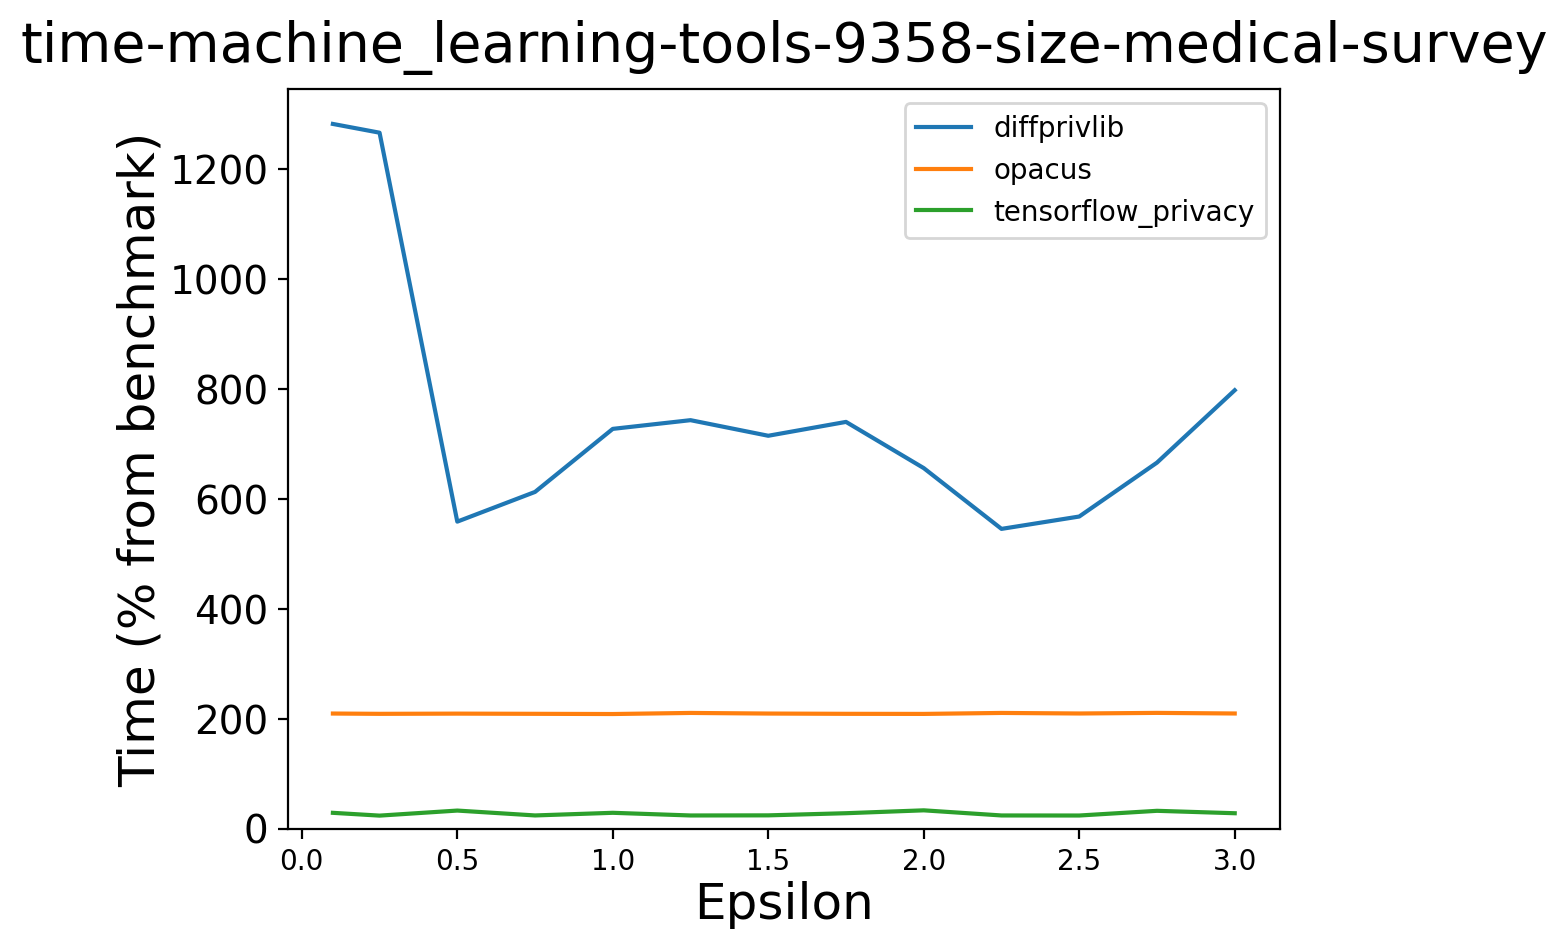 time-machine_learning-tools-9358-size-medical-survey
diffprivlib
opacus
tensorflow_privacy
Time (% from benchmark)
1200
1000
800
600
400
200
0
0.0 0.5 1.0 1.5 2.0 2.5 3.0
Epsilon